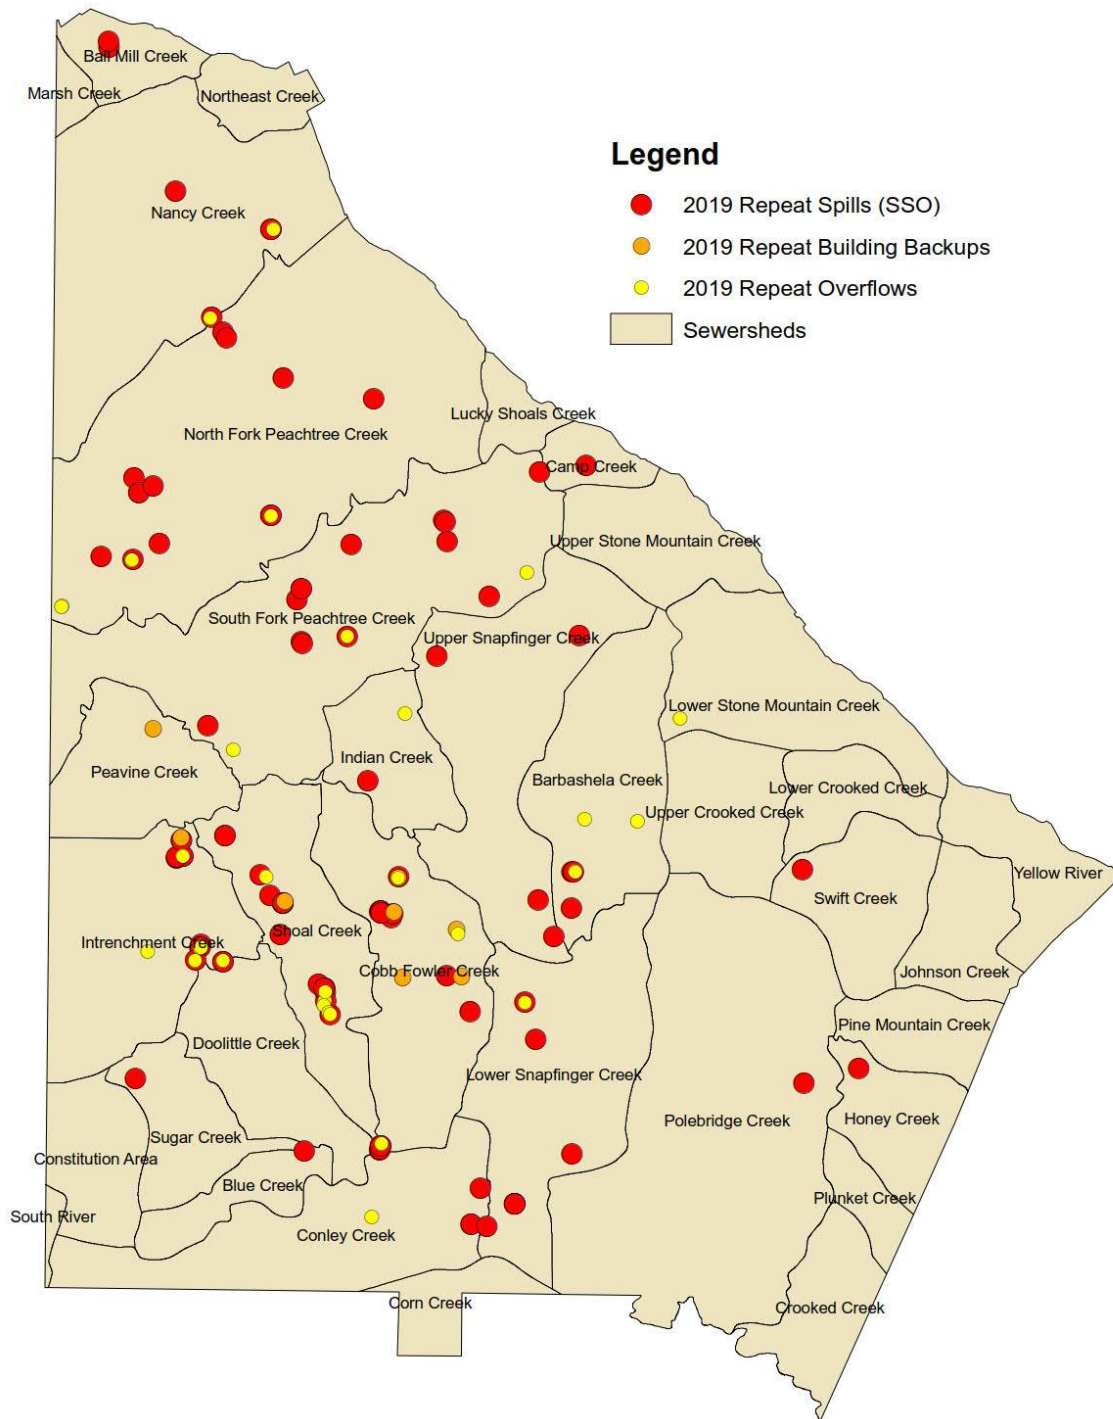 Ball Mill Creek
Marsh Creek
Northeast Creek
Legend
2019 Repeat Spills (SSO)
Nancy Creek
2019 Repeat Building Backups
2019 Repeat Overflows
Sewersheds
Lucky Shoals Creek
North Fork Peachtree Creek
Camp Creek
Upper Stone Mountain Creek
South Fork Peachtree Creek
Upper Snapfinger Creek
Lower Stone Mountain Creek
Indian Creek
Peavine Creek
Barbashela Creek
Lower Crooked Creek
Upper Crooked Creek
Yellow River
Swift Creek
Shoal Creek
Intrenchment Creek
Cobb Fowler Creek
Johnson Creek
Pine Mountain Creek
Doolittle Creek
Lower Snapfinger Creek
Polebridge Creek
Honey Creek
Sugar Creek
Constitution Area
Blue Creek
Plunket Creek
South River
Conley Creek
Corn Creek
Crooked Creek